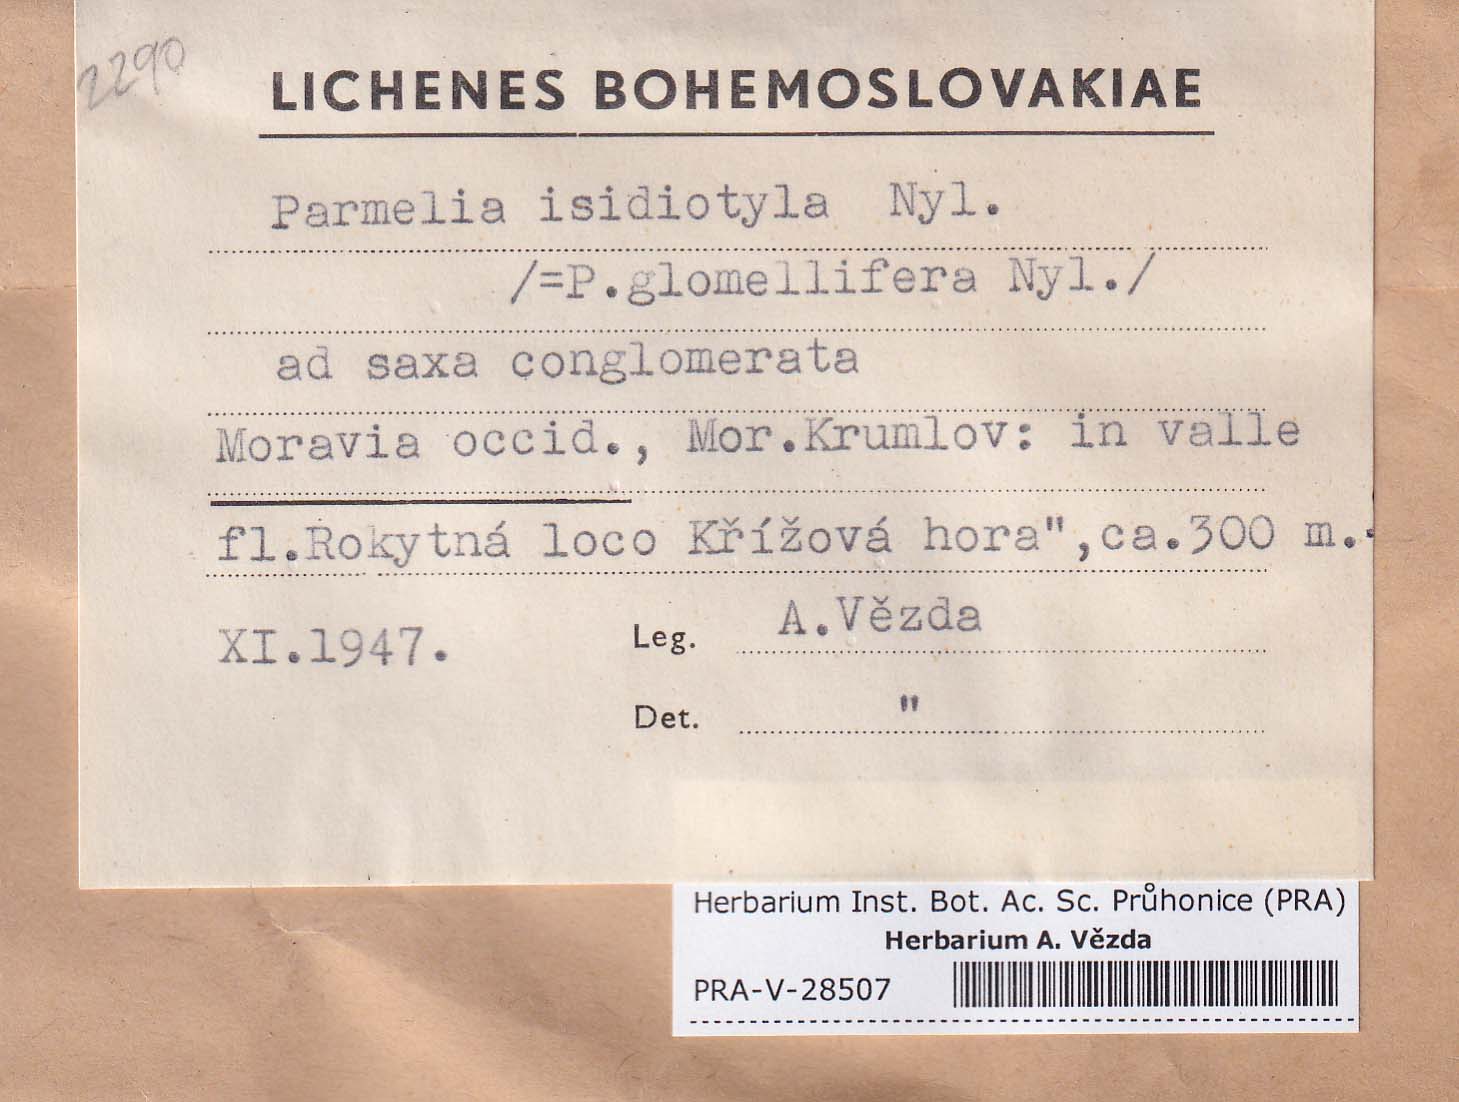 2290
LICHENES BOHEMOSLOVAKIAE
Parmelia isidiotyla Nyl.
/=P.glomellifera Nyl./
ad saxa conglomerata
Moravia occid., Mor.Krumlov: in valle
fl.Rokytná loco Křížová hora",ca.300 m.
XI.1947. Leg. A.Vězda
Det. "
Herbarium Inst. Bot. Ac. Sc. Průhonice (PRA)
Herbarium A. Vězda
PRA-V-28507